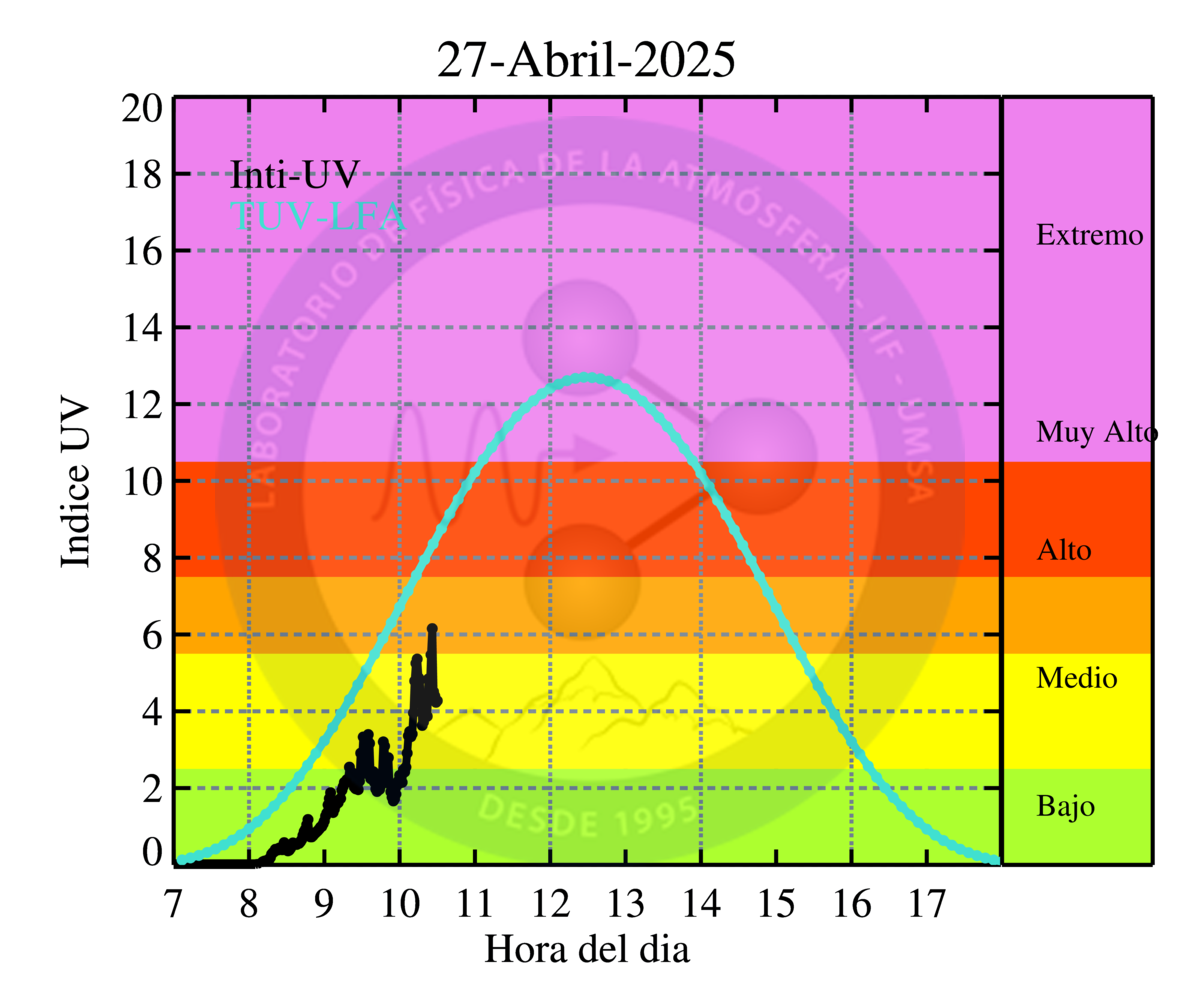 27-Abril-2025
Inti-UV
TUV-LFA
LABORATORIO DE FÍSICA DE LA ATMÓSFERA - IIF - UMSA
DESDE 1995
Indice UV
20
18
16
14
12
10
8
6
4
2
0
7 8 9 10 11 12 13 14 15 16 17
Hora del dia
Extremo
Muy Alto
Alto
Medio
Bajo